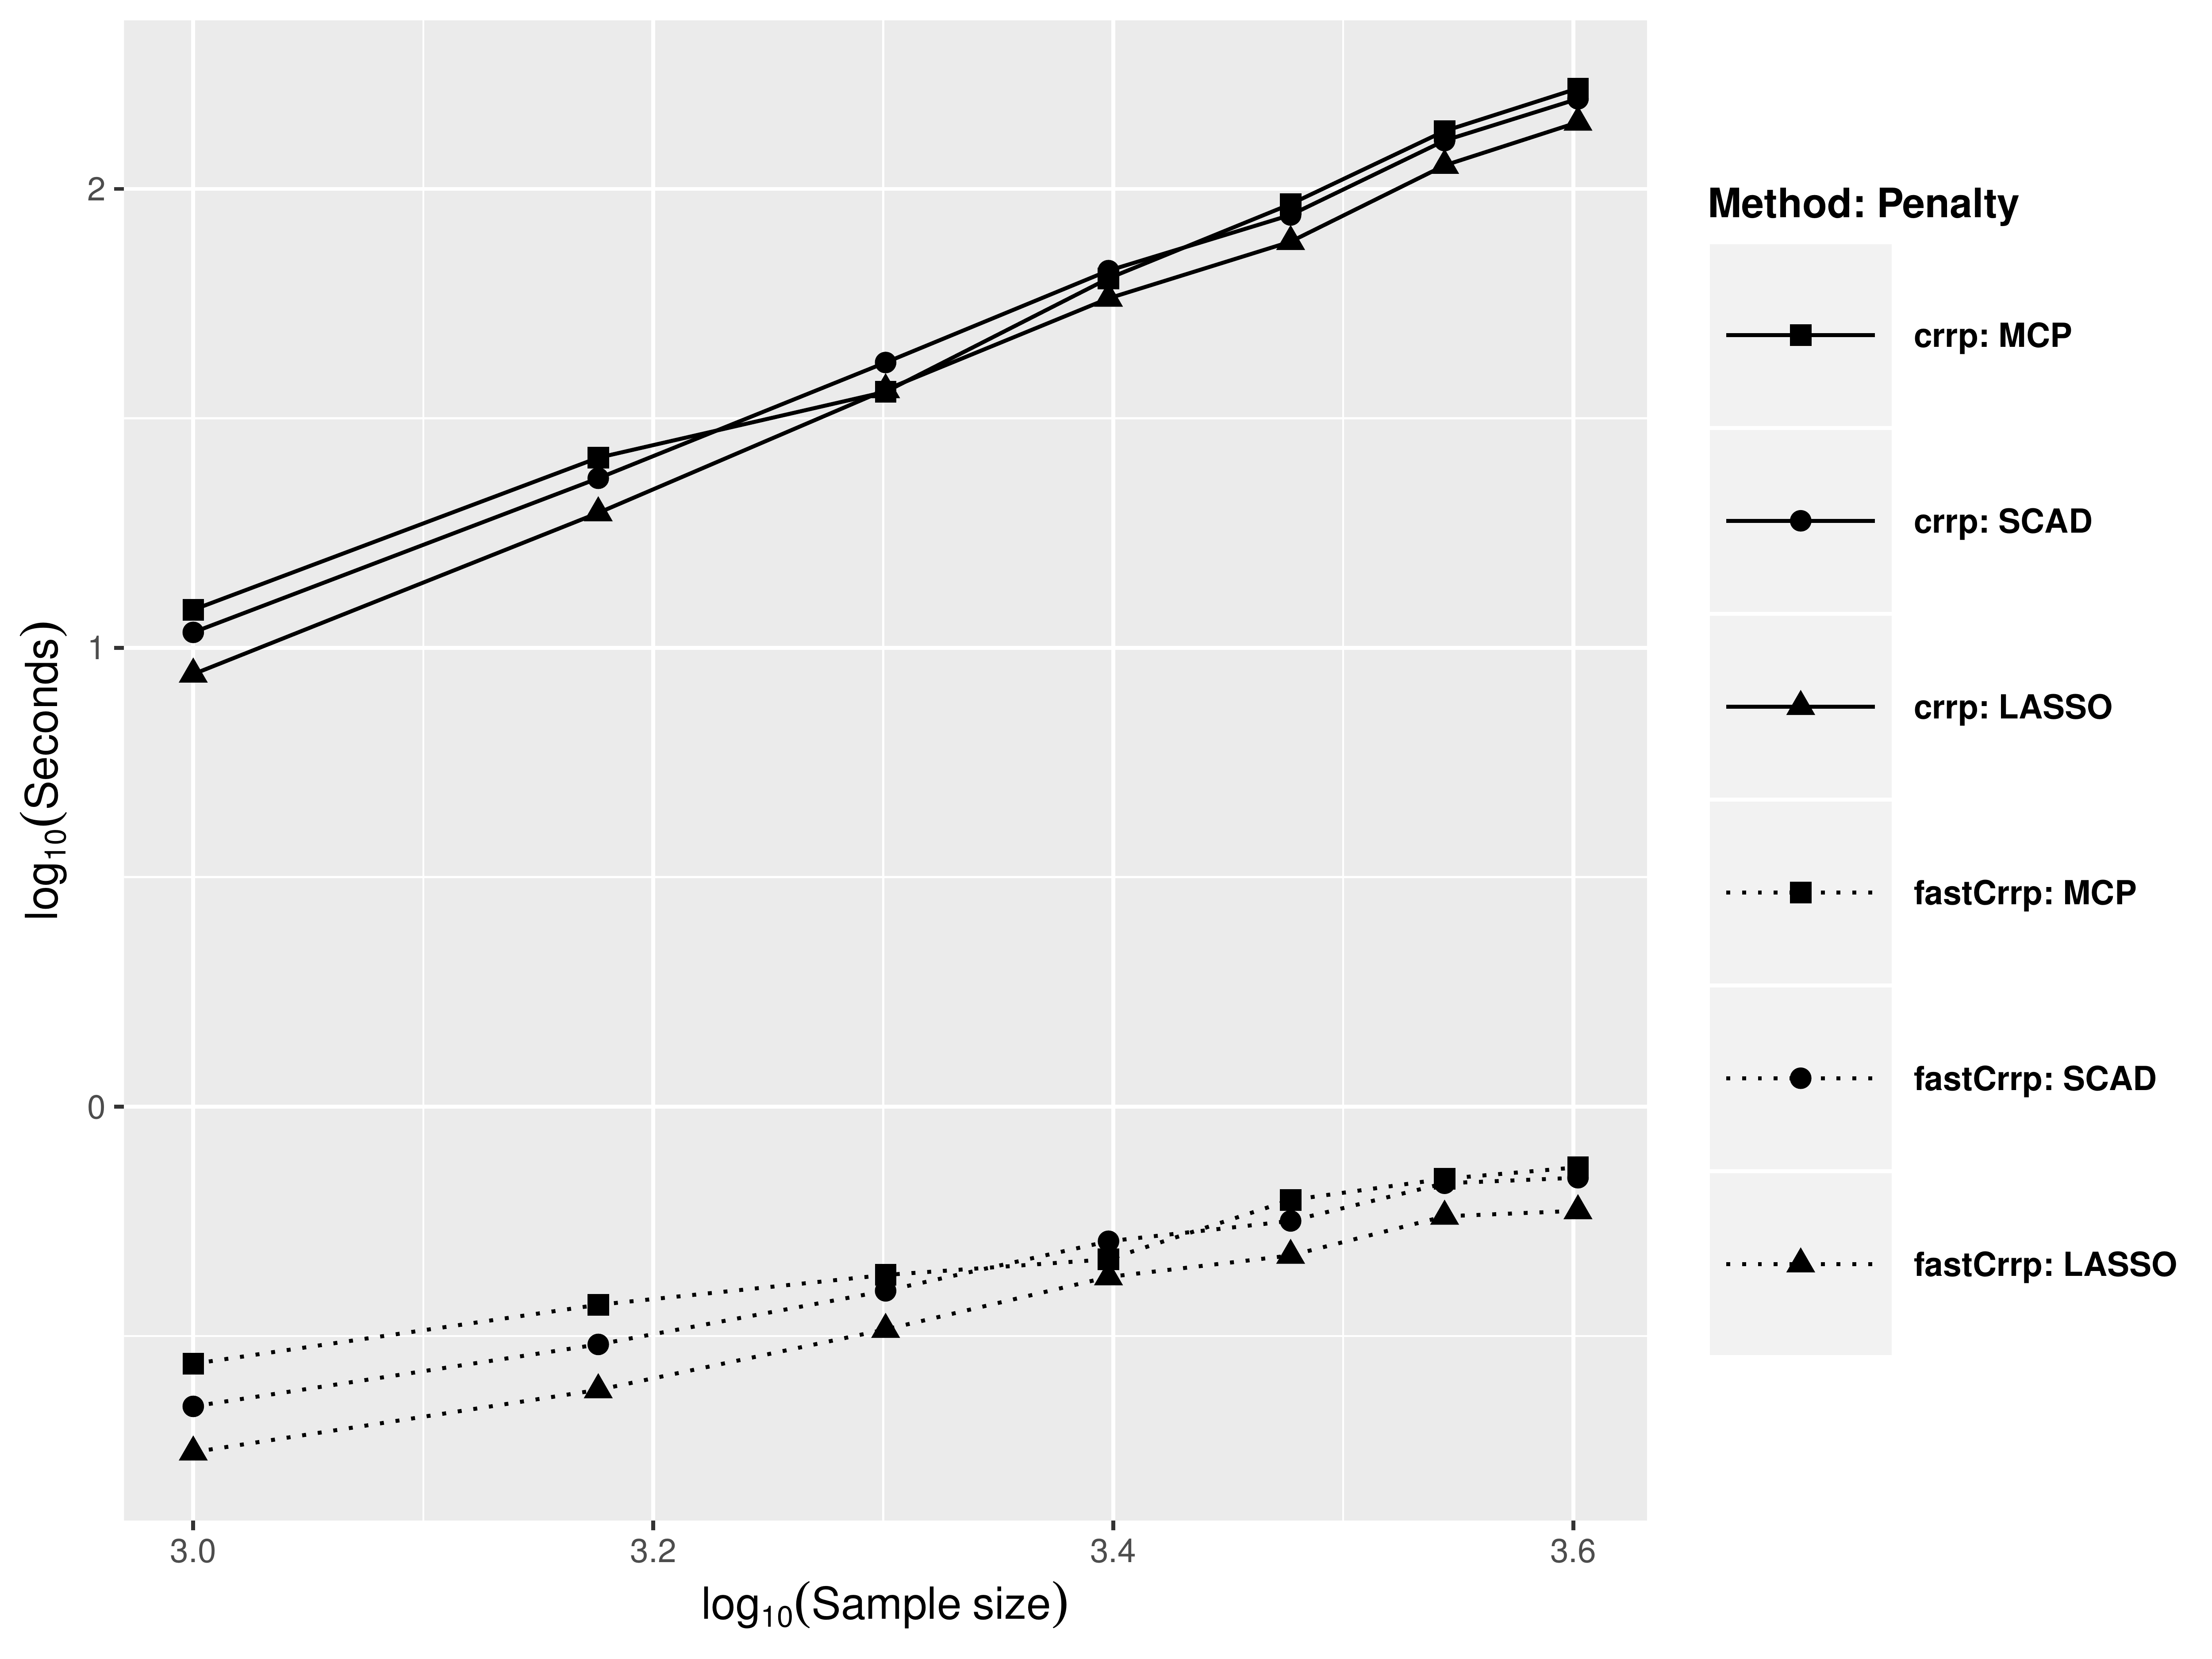 2
1
0
3.0
3.2
3.4
3.6
log10(Seconds)
log10(Sample size)
Method: Penalty
crrp: MCP
crrp: SCAD
crrp: LASSO
fastCrrp: MCP
fastCrrp: SCAD
fastCrrp: LASSO